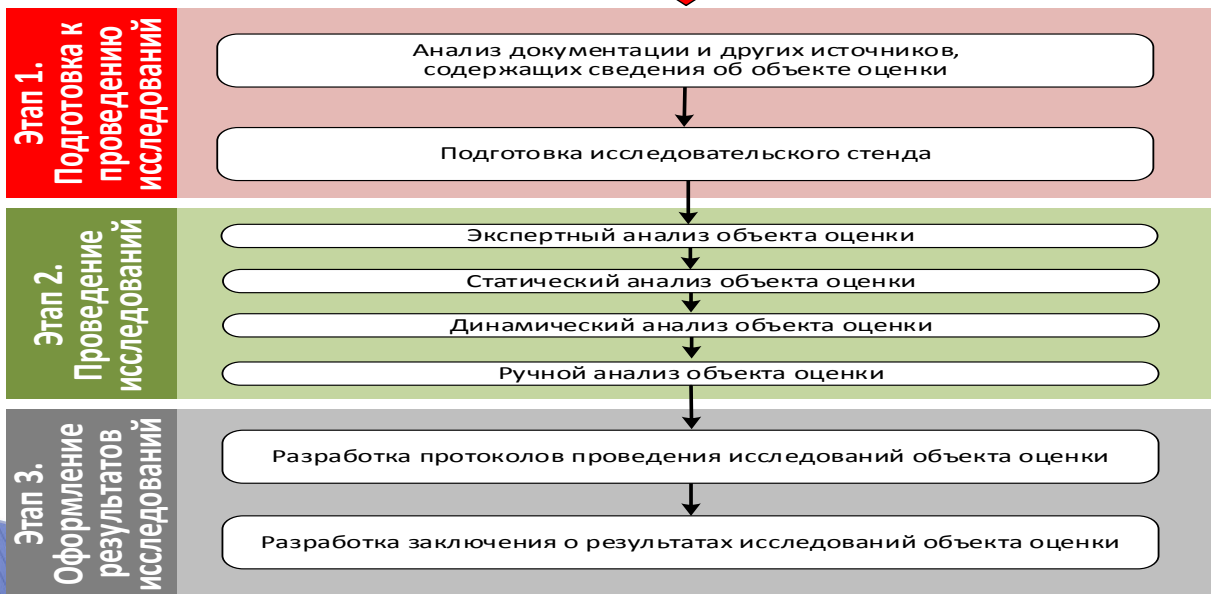 Этап 1.
Подготовка к
проведению
исследований
Анализ документации и других источников,
содержащих сведения об объекте оценки
Подготовка исследовательского стенда
Этап 2.
Проведение
исследований
Экспертный анализ объекта оценки
Статический анализ объекта оценки
Динамический анализ объекта оценки
Ручной анализ объекта оценки
Этап 3.
Оформление
результатов
исследований
Разработка протоколов проведения исследований объекта оценки
Разработка заключения о результатах исследований объекта оценки